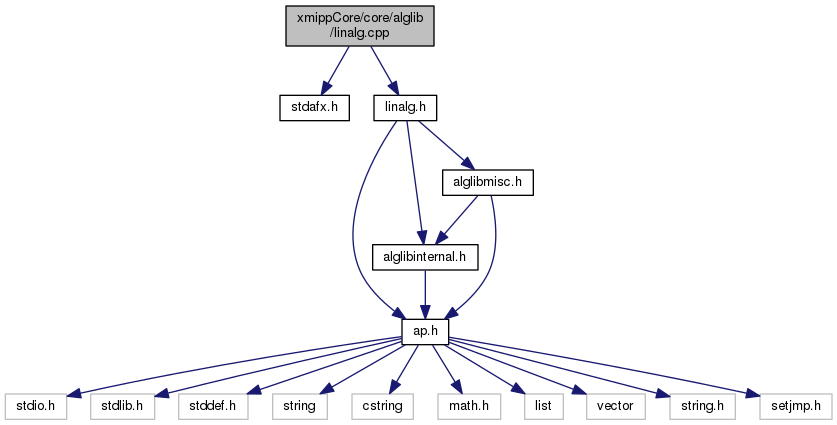 xmippCore/core/alglib
/linalg.cpp
stdafx.h
linalg.h
alglibmisc.h
alglibinternal.h
ap.h
stdio.h
stdlib.h
stddef.h
string
cstring
math.h
list
vector
string.h
setjmp.h